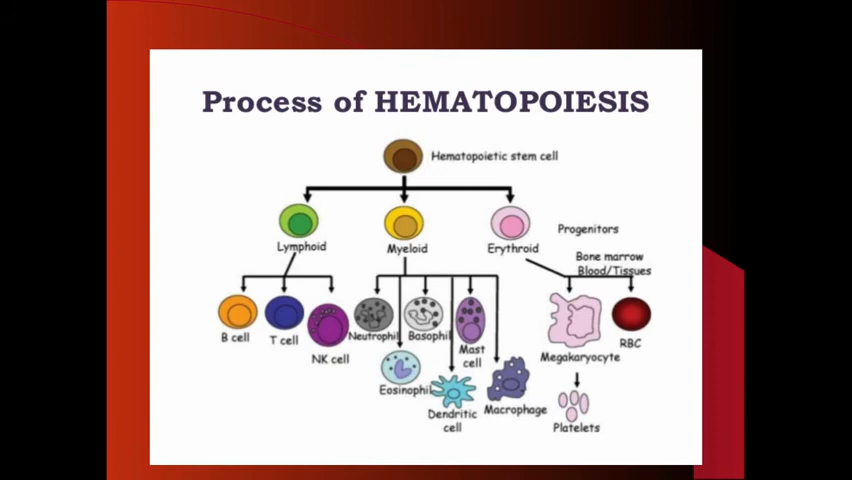 Process of HEMATOPOIESIS
Hematopoietic stem cell
Lymphoid
Myeloid
Erythroid
Progenitors
Bone marrow
Blood/Tissues
B cell
T cell
NK cell
Neutrophil
Basophil
Mast
cell
Megakaryocyte
RBC
Eosinophil
Dendritic
cell
Macrophage
Platelets